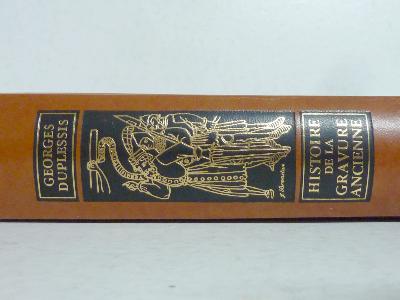 GEORGES
DUPLESSIS
HISTOIRE
DE LA
GRAVURE
ANCIENNE